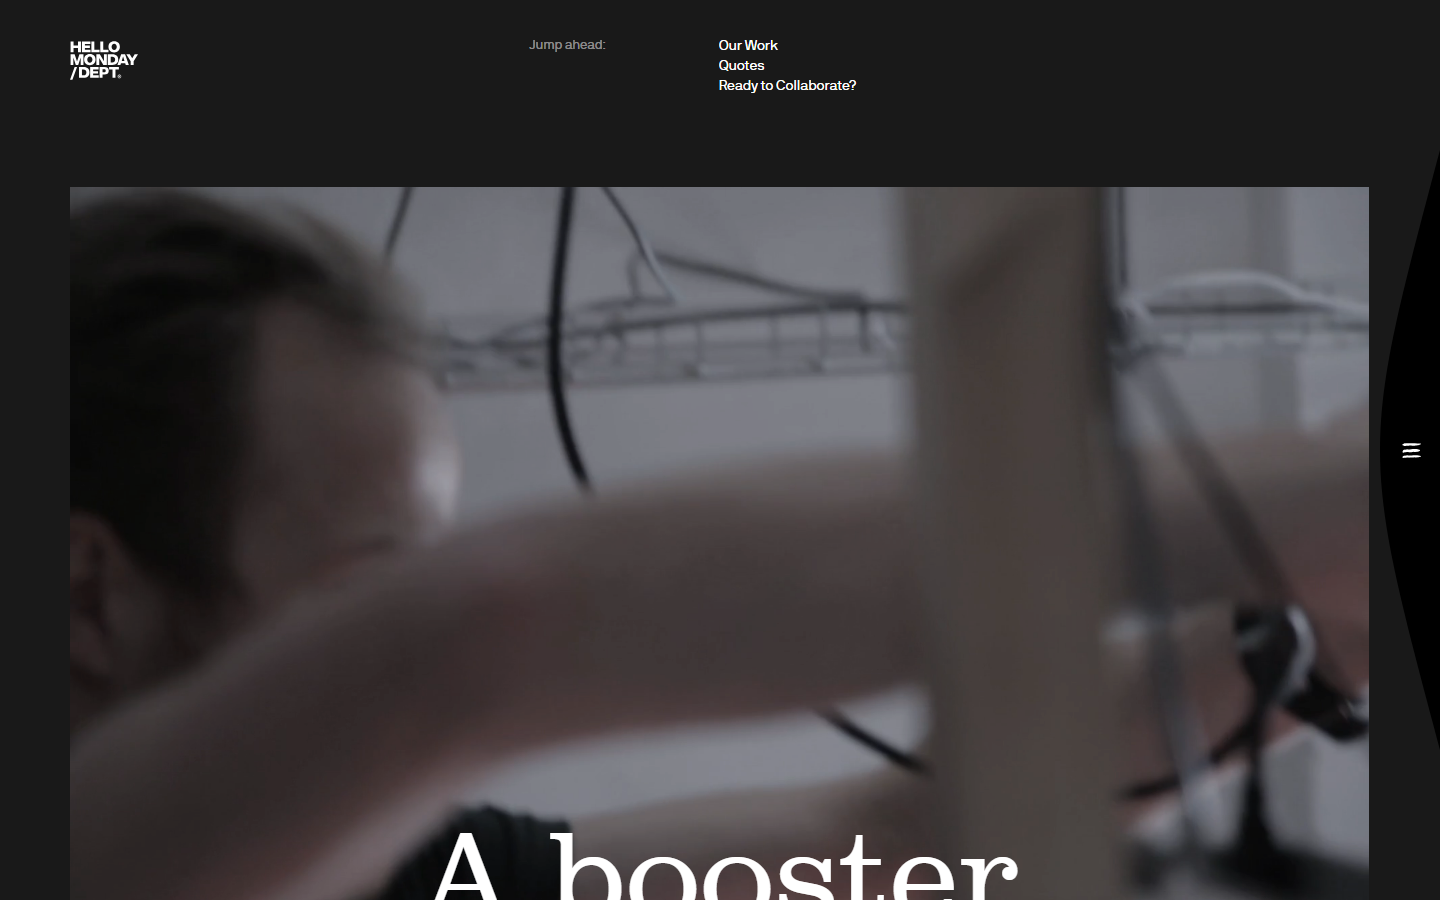 HELLO
MONDAY
/DEPT.
Jump ahead:
Our Work
Quotes
Ready to Collaborate?
A booster